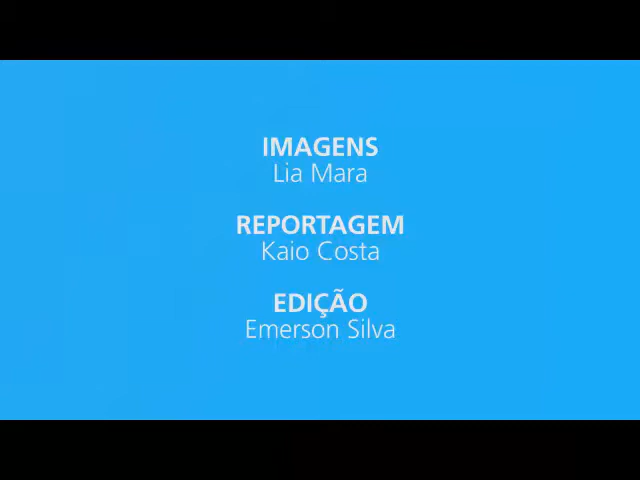 IMAGENS
Lia Mara
REPORTAGEM
Kaio Costa
EDIÇÃO
Emerson Silva